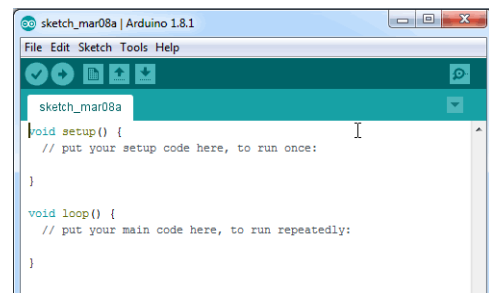 sketch_mar08a | Arduino 1.8.1
File Edit Sketch Tools Help
sketch_mar08a
void setup() {
  // put your setup code here, to run once:
}
void loop() {
  // put your main code here, to run repeatedly:
}